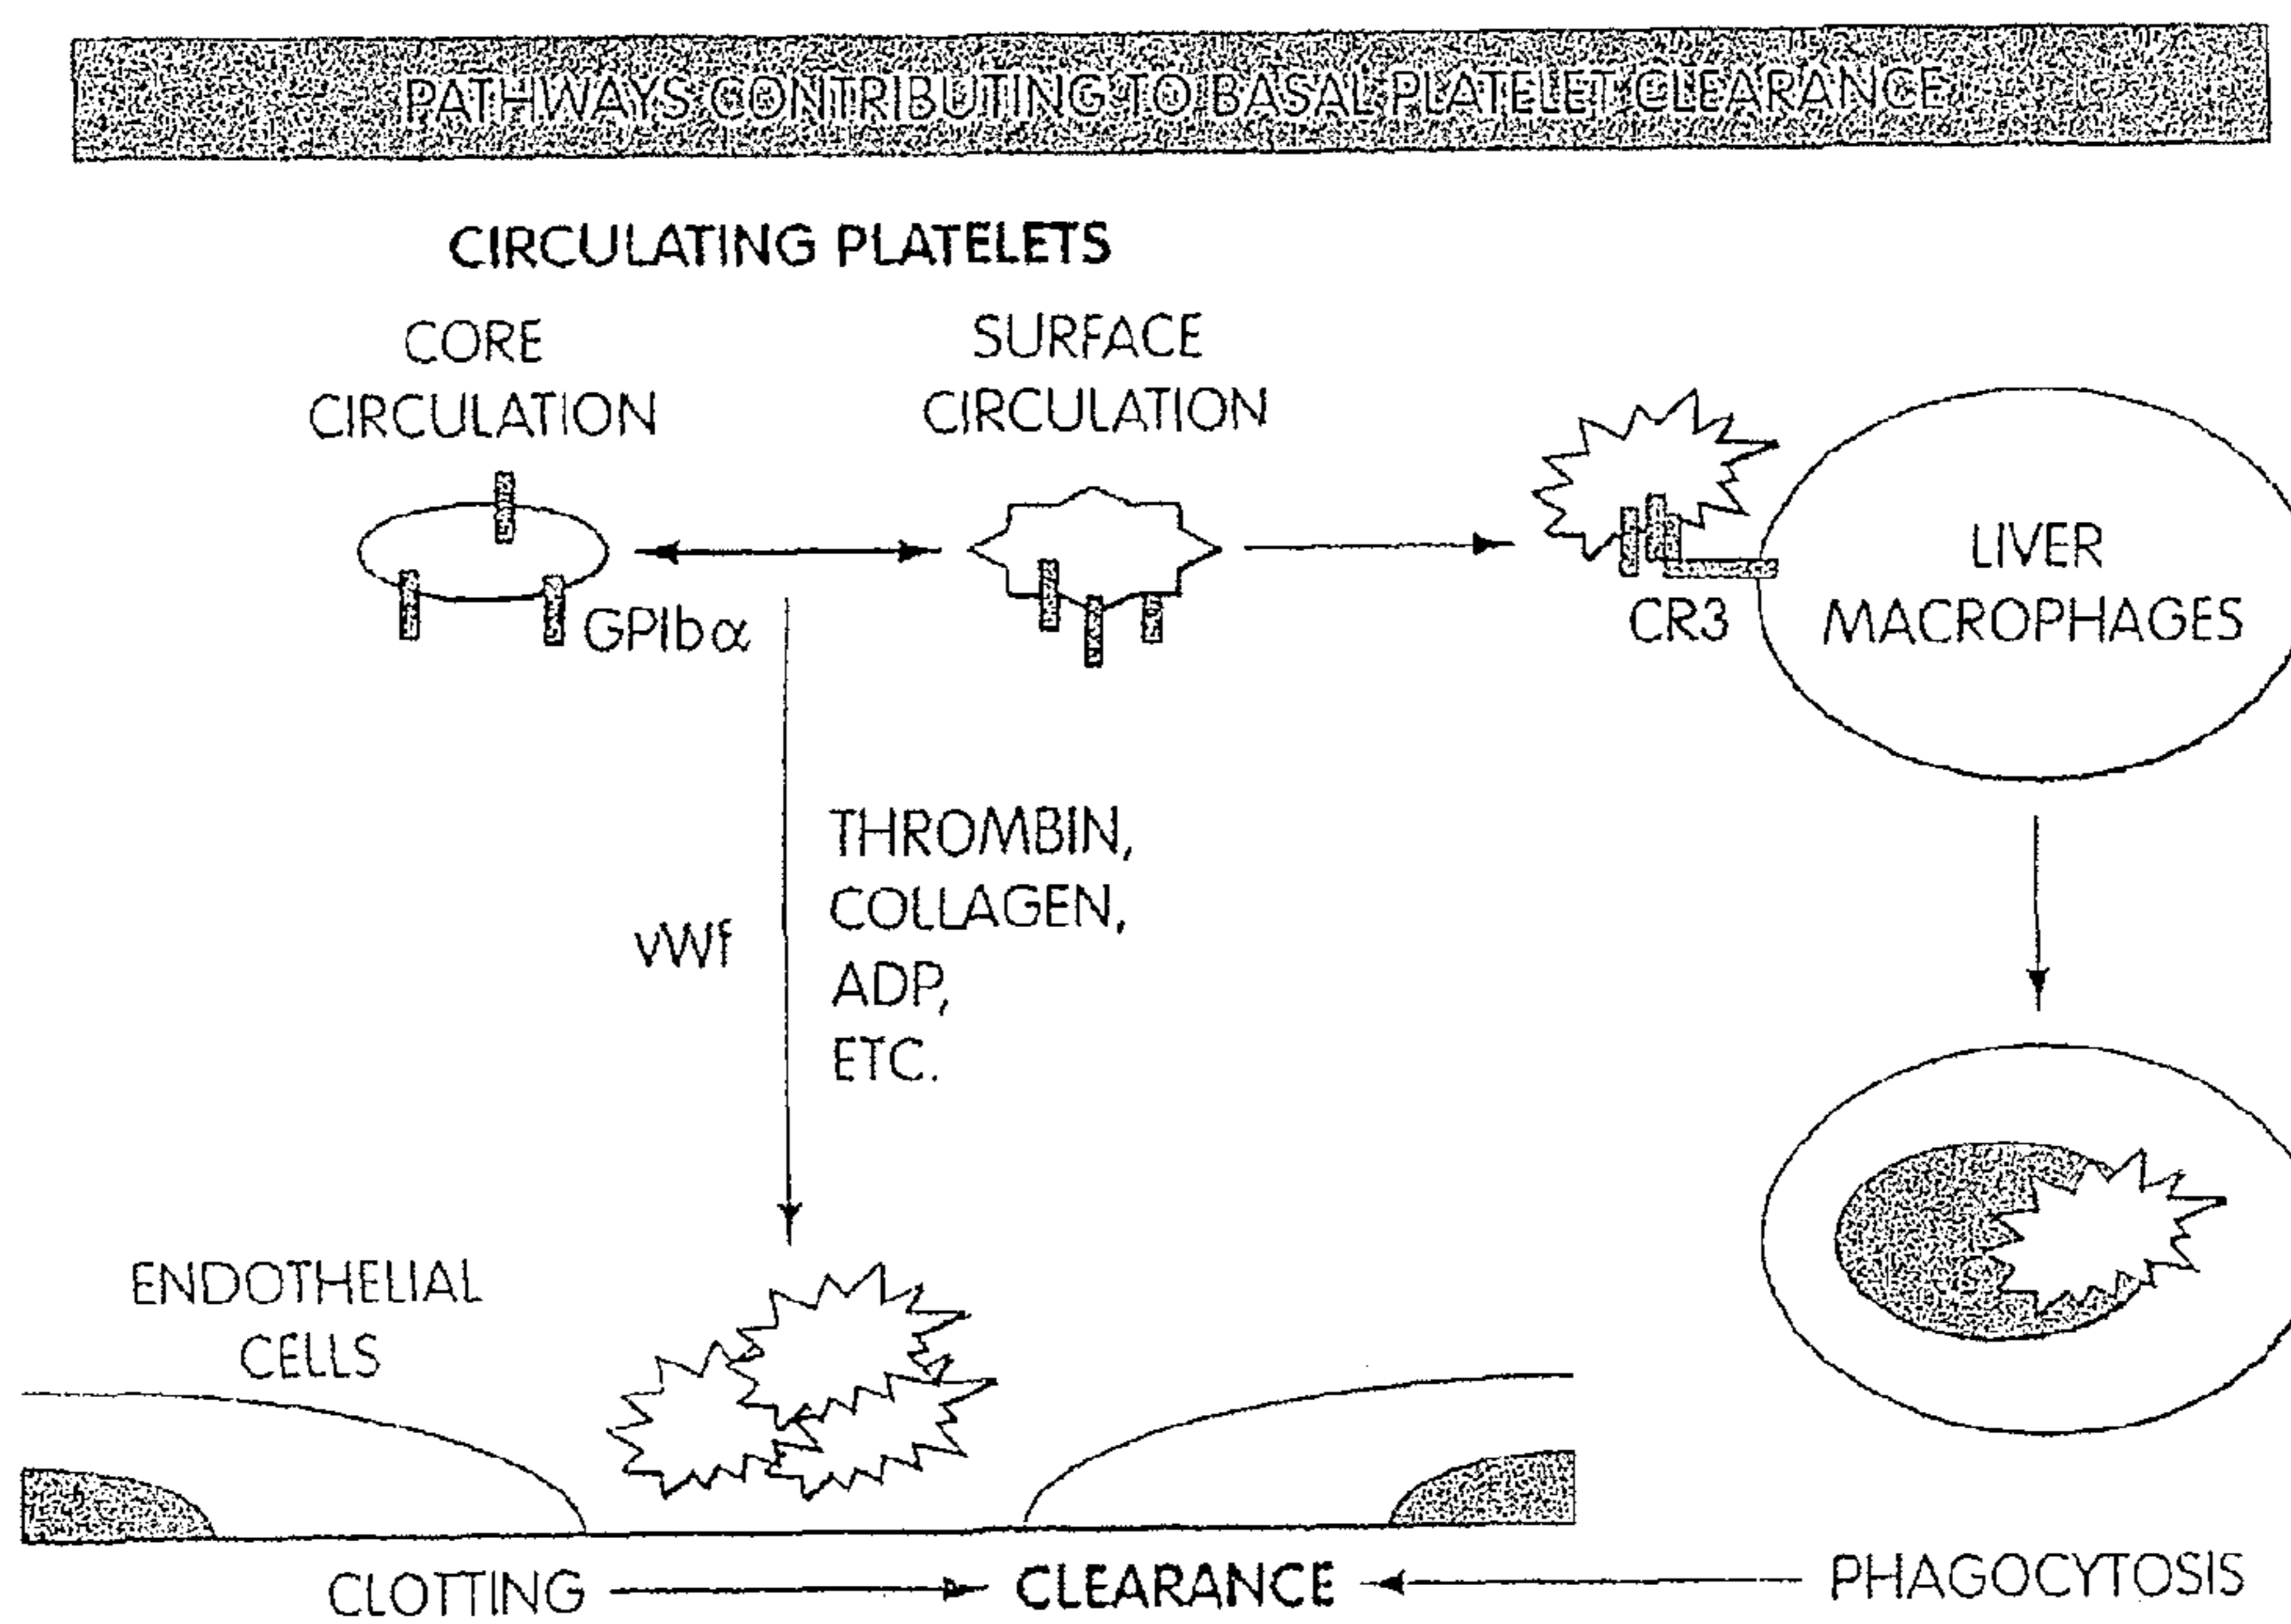 PATHWAYS CONTRIBUTING TO BASAL PLATELET CLEARANCE
CIRCULATING PLATELETS
CORE
CIRCULATION
SURFACE
CIRCULATION
GPIbα
CR3
LIVER
MACROPHAGES
vWf
THROMBIN,
COLLAGEN,
ADP,
ETC.
ENDOTHELIAL
CELLS
CLOTTING
CLEARANCE
PHAGOCYTOSIS